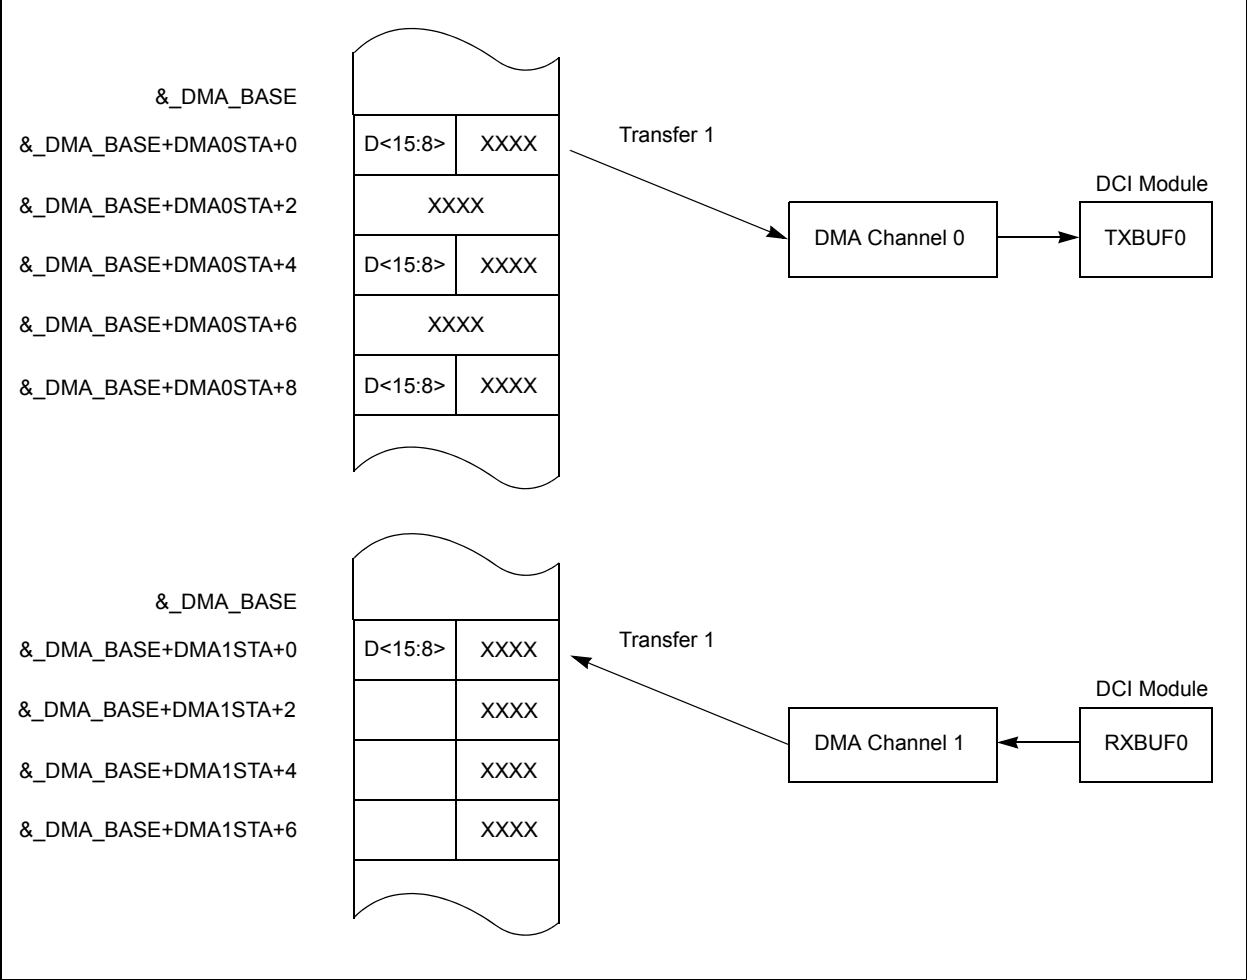 &_DMA_BASE
&_DMA_BASE+DMA0STA+0 D<15:8> XXXX Transfer 1
DCI Module
&_DMA_BASE+DMA0STA+2 XXXX
DMA Channel 0 TXBUF0
&_DMA_BASE+DMA0STA+4 D<15:8> XXXX
&_DMA_BASE+DMA0STA+6 XXXX
&_DMA_BASE+DMA0STA+8 D<15:8> XXXX
&_DMA_BASE
&_DMA_BASE+DMA1STA+0 D<15:8> XXXX Transfer 1
DCI Module
&_DMA_BASE+DMA1STA+2 XXXX
DMA Channel 1 RXBUF0
&_DMA_BASE+DMA1STA+4 XXXX
&_DMA_BASE+DMA1STA+6 XXXX